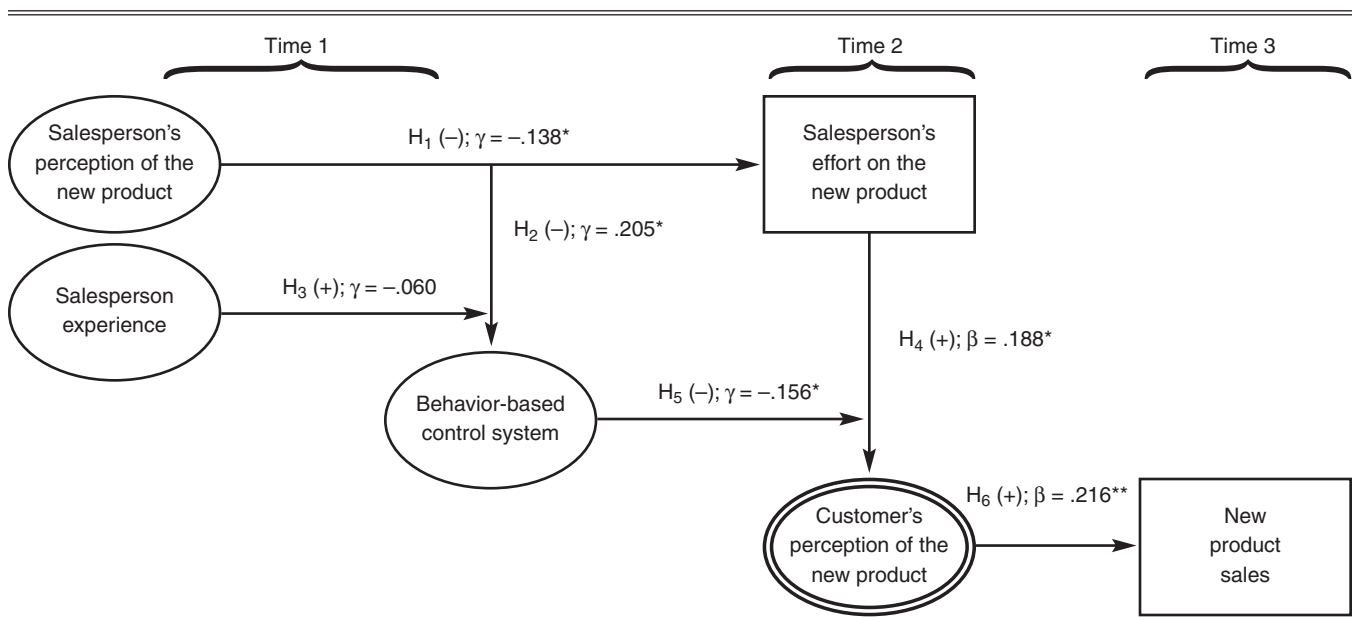 Time 1
Time 2
Time 3
Salesperson's
perception of the
new product
H₁ (–); γ = –.138*
Salesperson's
effort on the
new product
H₂ (–); γ = .205*
Salesperson
experience
H₃ (+); γ = –.060
H₄ (+); β = .188*
Behavior-based
control system
H₅ (–); γ = –.156*
Customer's
perception of the
new product
H₆ (+); β = .216**
New
product
sales